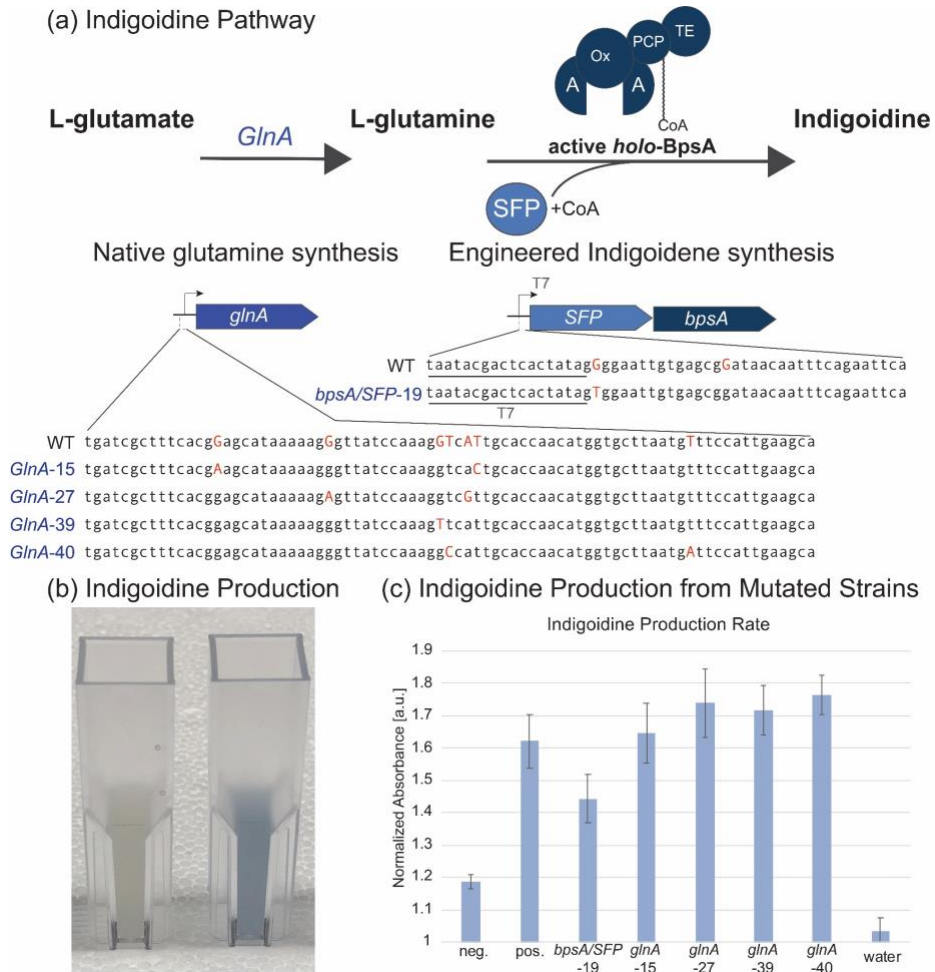 (a) Indigoidine Pathway
A
Ox
A
PCP
TE
CoA
L-glutamate
GlnA
L-glutamine
active holo-BpsA
Indigoidine
SFP
+CoA
Native glutamine synthesis
Engineered Indigoidene synthesis
glnA
T7
SFP
bpsA
WT taatacgactcactatagGggaattgtgagcgGataacaatttcagaattca
bpsA/SFP-19 taatacgactcactatagTggaattgtgagcggataacaatttcagaattca
T7
WT tgatcgctttcacgGagcataaaaagGgttatccaaagGTcATtgcaccaacatggtgcttaatgTttccattgaagca
GlnA-15 tgatcgctttcacgAagcataaaaagggttatccaaaggtcaCtgcaccaacatggtgcttaatgtttccattgaagca
GlnA-27 tgatcgctttcacggagcataaaaagAgttatccaaaggtcGttgcaccaacatggtgcttaatgtttccattgaagca
GlnA-39 tgatcgctttcacggagcataaaaagggttatccaaagTtcattgcaccaacatggtgcttaatgtttccattgaagca
GlnA-40 tgatcgctttcacggagcataaaaagggttatccaaaggCcattgcaccaacatggtgcttaatgAttccattgaagca
(b) Indigoidine Production
(c) Indigoidine Production from Mutated Strains
Indigoidine Production Rate
Normalized Absorbance [a.u.]
1.9
1.8
1.7
1.6
1.5
1.4
1.3
1.2
1.1
1
neg.
pos.
bpsA/SFP
-19
glnA
-15
glnA
-27
glnA
-39
glnA
-40
water